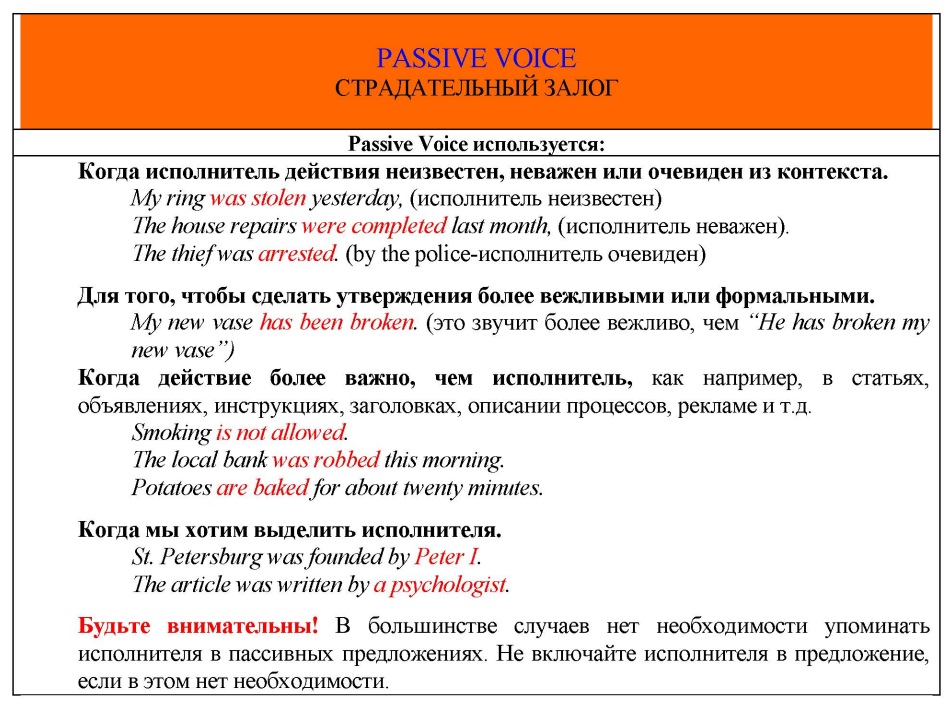 PASSIVE VOICE
СТРАДАТЕЛЬНЫЙ ЗАЛОГ
Passive Voice используется:
Когда исполнитель действия неизвестен, неважен или очевиден из контекста.
My ring was stolen yesterday, (исполнитель неизвестен)
The house repairs were completed last month, (исполнитель неважен).
The thief was arrested. (by the police-исполнитель очевиден)
Для того, чтобы сделать утверждения более вежливыми или формальными.
My new vase has been broken. (это звучит более вежливо, чем “He has broken my
new vase”)
Когда действие более важно, чем исполнитель, как например, в статьях,
объявлениях, инструкциях, заголовках, описании процессов, рекламе и т.д.
Smoking is not allowed.
The local bank was robbed this morning.
Potatoes are baked for about twenty minutes.
Когда мы хотим выделить исполнителя.
St. Petersburg was founded by Peter I.
The article was written by a psychologist.
Будьте внимательны! В большинстве случаев нет необходимости упоминать
исполнителя в пассивных предложениях. Не включайте исполнителя в предложение,
если в этом нет необходимости.